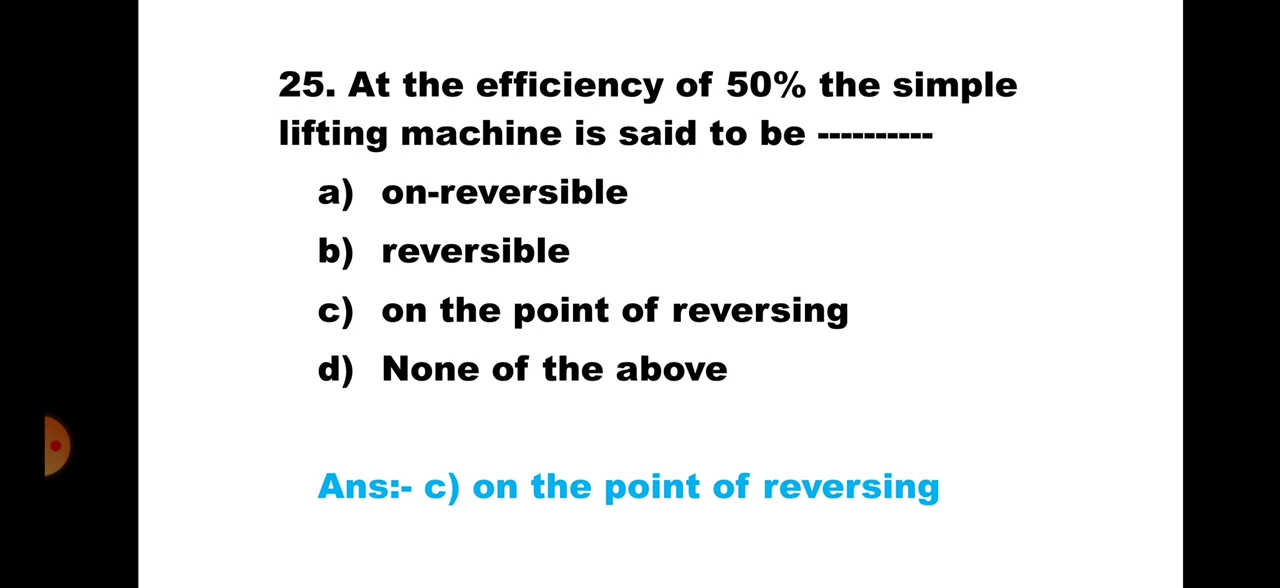 25. At the efficiency of 50% the simple
lifting machine is said to be ----------
a) on-reversible
b) reversible
c) on the point of reversing
d) None of the above
Ans:- c) on the point of reversing